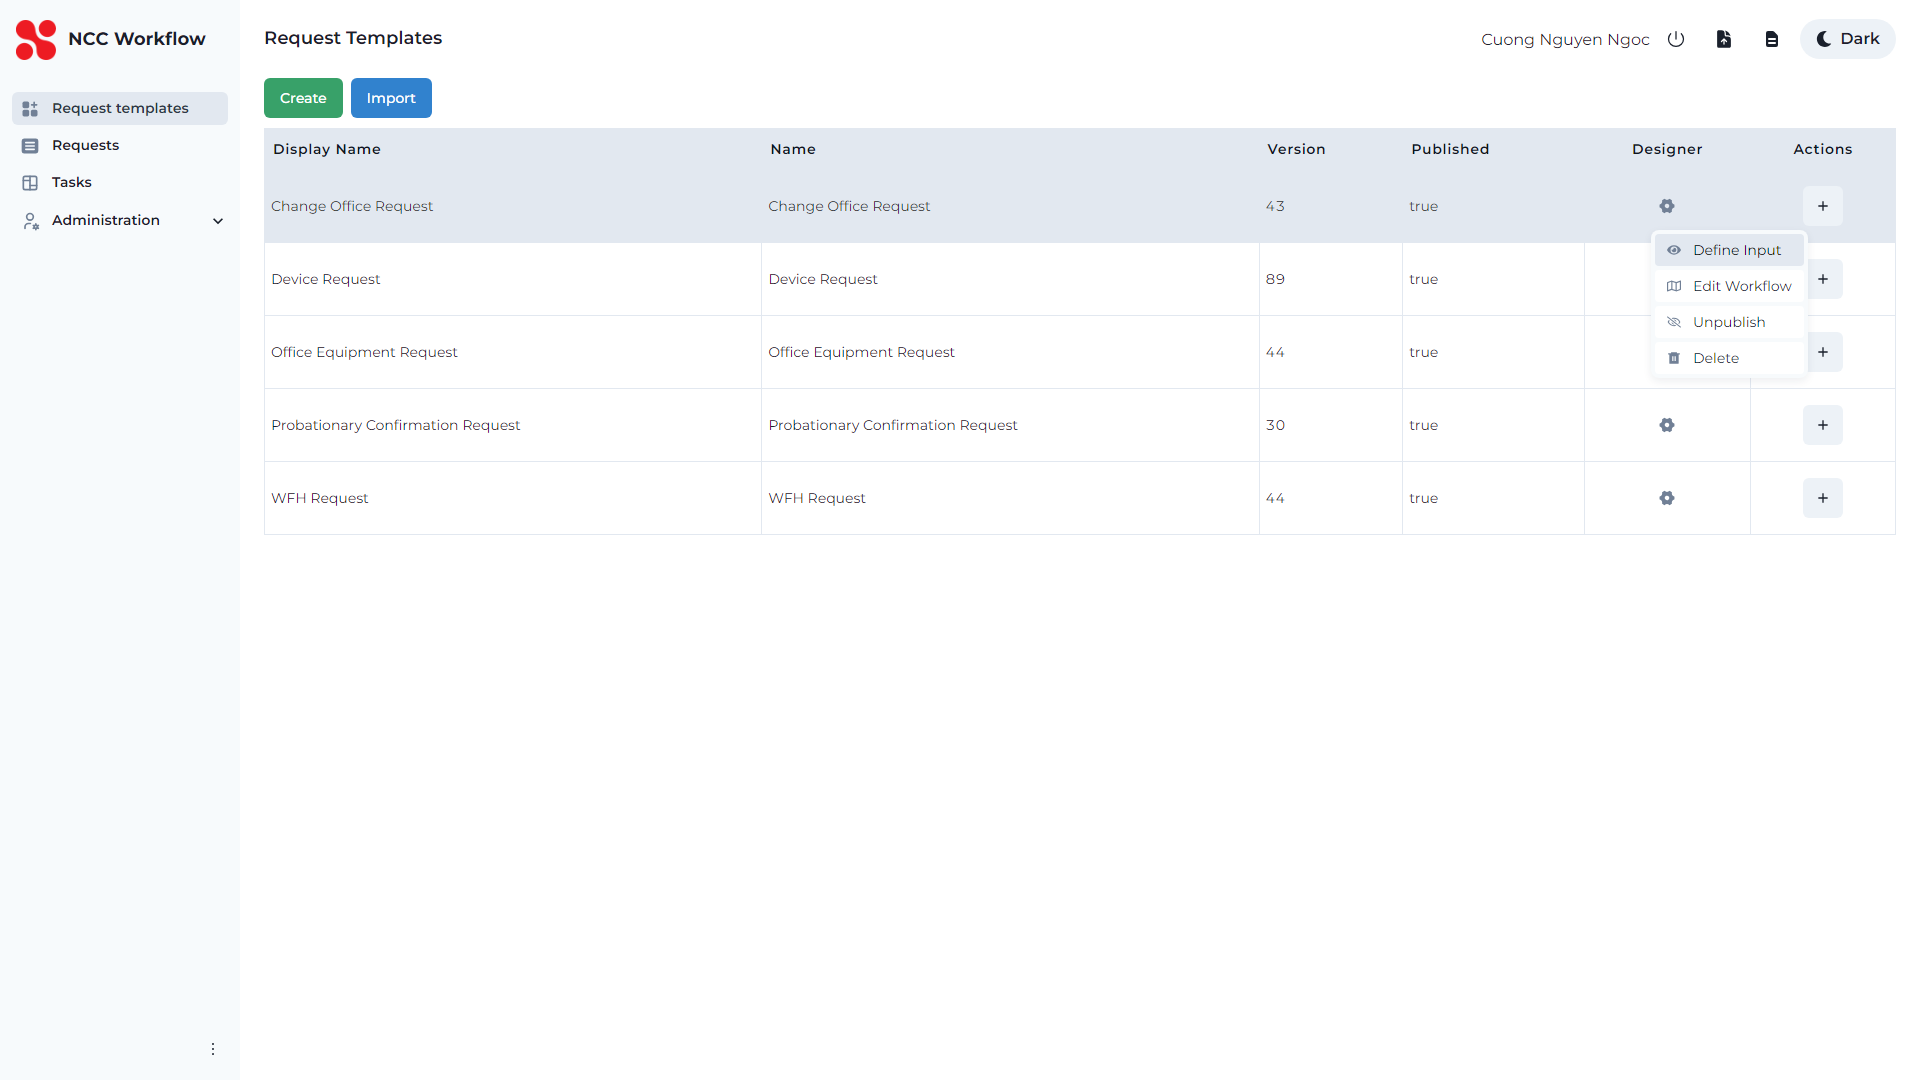 NCC Workflow
Request templates
Requests
Tasks
Administration
Request Templates
Cuong Nguyen Ngoc
Dark
Create
Import
Display Name Name Version Published Designer Actions
Change Office Request Change Office Request 43 true +
Device Request Device Request 89 true +
Office Equipment Request Office Equipment Request 44 true +
Probationary Confirmation Request Probationary Confirmation Request 30 true +
WFH Request WFH Request 44 true +
Define Input
Edit Workflow
Unpublish
Delete